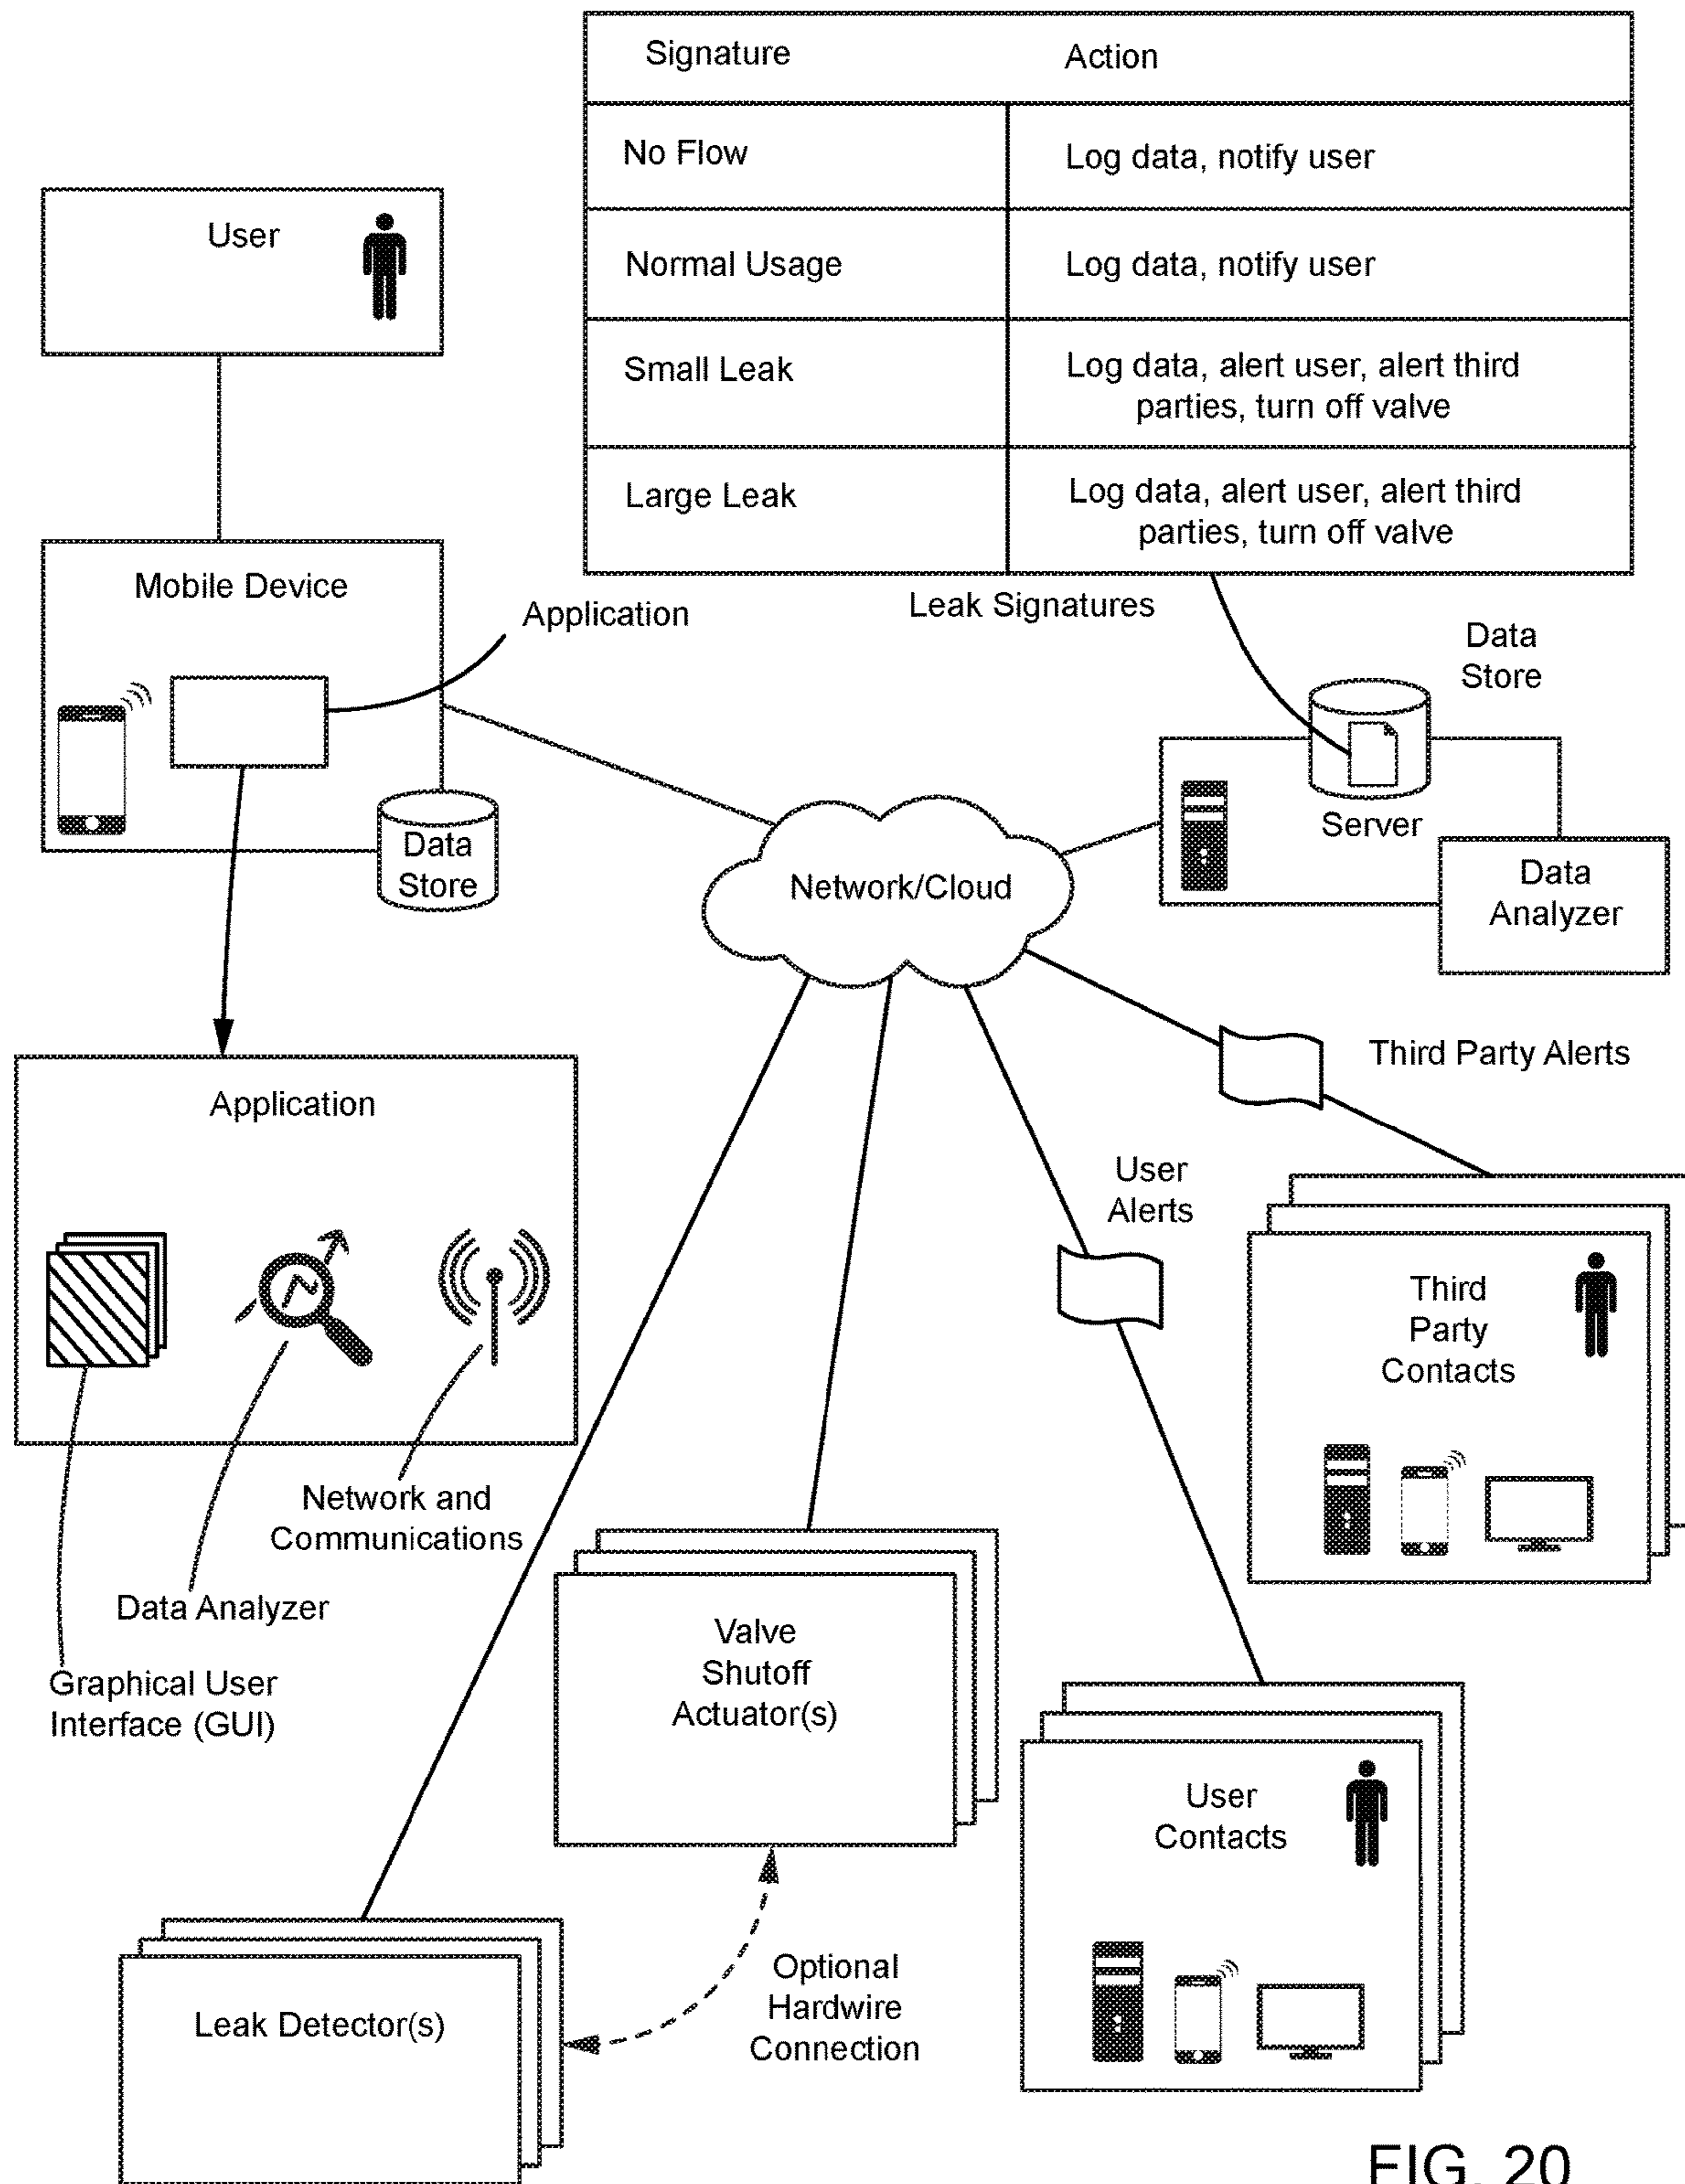 Signature Action
No Flow Log data, notify user
Normal Usage Log data, notify user
Small Leak Log data, alert user, alert third
parties, turn off valve
Large Leak Log data, alert user, alert third
parties, turn off valve
Leak Signatures
User
Mobile Device
Application
Data
Store
Data
Store
Server
Data
Analyzer
Network/Cloud
Application
Third Party Alerts
User
Alerts
Third
Party
Contacts
Network and
Communications
Data Analyzer
Graphical User
Interface (GUI)
Valve
Shutoff
Actuator(s)
User
Contacts
Optional
Hardwire
Connection
Leak Detector(s)
FIG. 20